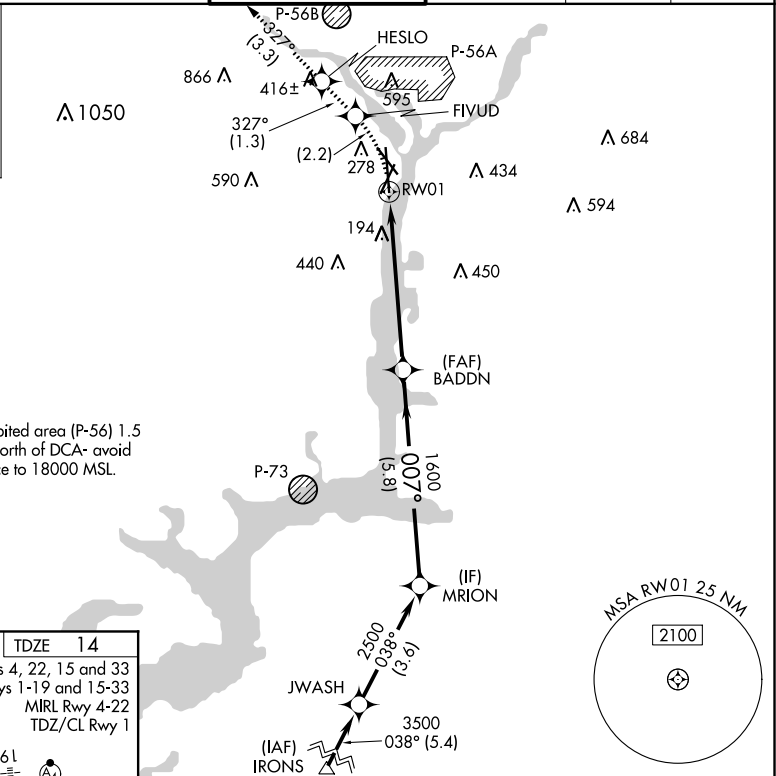 P-56B
327°
(3.3)
HESLO
P-56A
866
416±
595
1050
FIVUD
327°
(1.3)
(2.2)
278
684
590
434
RW01
594
194
440
450
(FAF)
BADDN
bited area (P-56) 1.5
orth of DCA- avoid
ce to 18000 MSL.
P-73
1600
007°
(5.8)
(IF)
MRION
MSA RW01 25 NM
2100
2500
038°
(3.6)
TDZE 14
s 4, 22, 15 and 33
ys 1-19 and 15-33
MIRL Rwy 4-22
TDZ/CL Rwy 1
JWASH
3500
038° (5.4)
(IAF)
IRONS
19
A